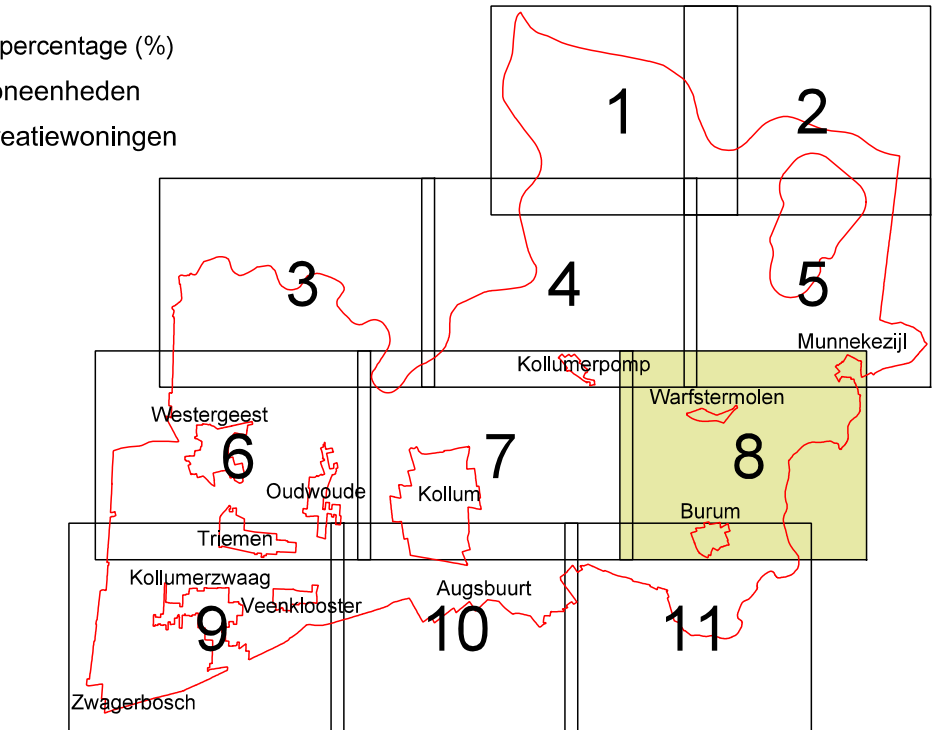 percentage (%)
oneenheden
reatiewoningen
1
2
3
4
5
Munnekezijl
Kollumerpomp
Warfstermolen
Westergeest
6
7
8
Oudwoude
Kollum
Burum
Triemen
Kollumerzwaag
Veenklooster
Augsbuurt
9
10
11
Zwagerbosch